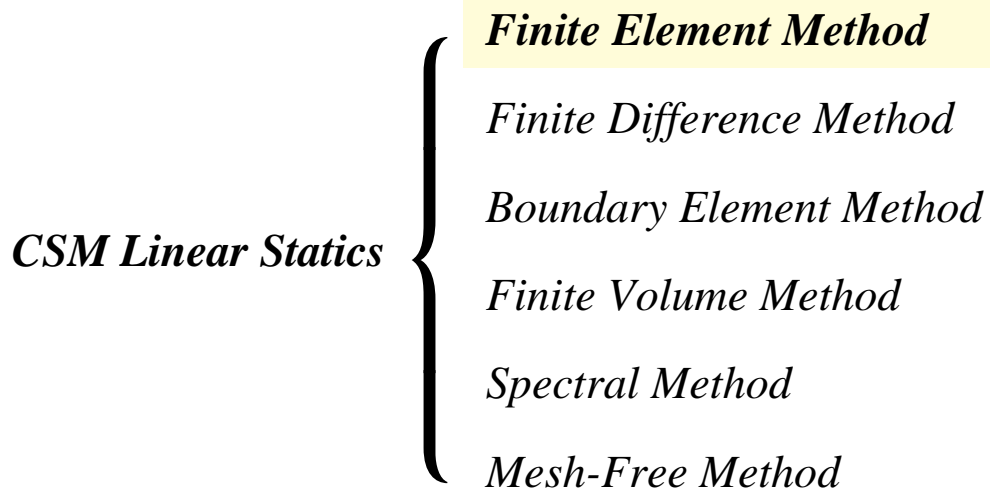 Finite Element Method
Finite Difference Method
Boundary Element Method
CSM Linear Statics
Finite Volume Method
Spectral Method
Mesh-Free Method